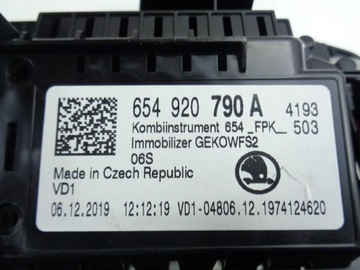 654 920 790 A 4193
Kombiinstrument 654 _FPK_ 503
Immobilizer GEKOWFS2
06S
Made in Czech Republic
VD1
06.12.2019 12:12:19 VD1-04806.12.1974124620